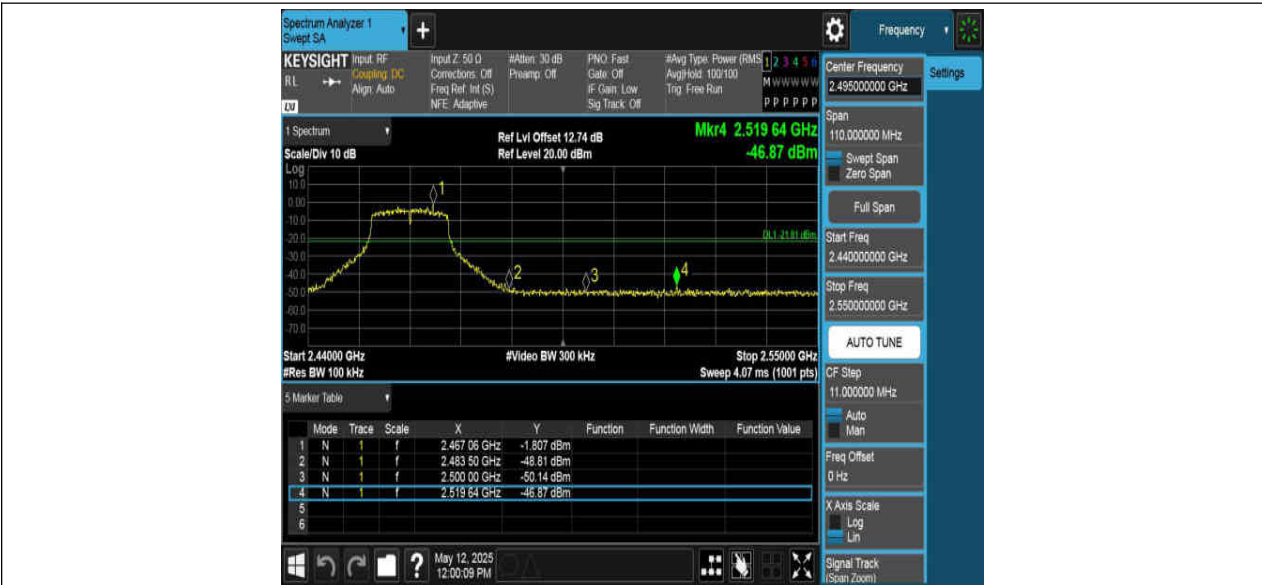 Spectrum Analyzer 1
Swept SA
Frequency
KEYSIGHT
RL
Input: RF
Coupling: DC
Align: Auto
Input Z: 50 Ω
Corrections: Off
Freq Ref: Int (S)
NFE: Adaptive
#Atten: 30 dB
Preamp: Off
PNO: Fast
Gate: Off
IF Gain: Low
Sig Track: Off
#Avg Type: Power (RMS
Avg|Hold: 100/100
Trig: Free Run
1 2 3 4 5 6
M W W W W W
P P P P P P
1 Spectrum
Scale/Div 10 dB
Ref Lvl Offset 12.74 dB
Ref Level 20.00 dBm
Mkr4 2.519 64 GHz
-46.87 dBm
Log
10.0
0.00
-10.0
-20.0
-30.0
-40.0
-50.0
-60.0
-70.0
1
2
3
4
DL1 -21.81 dBm
Start 2.44000 GHz
#Res BW 100 kHz
#Video BW 300 kHz
Stop 2.55000 GHz
Sweep 4.07 ms (1001 pts)
5 Marker Table
Mode Trace Scale X Y Function Function Width Function Value
1 N 1 f 2.467 06 GHz -1.807 dBm
2 N 1 f 2.483 50 GHz -48.81 dBm
3 N 1 f 2.500 00 GHz -50.14 dBm
4 N 1 f 2.519 64 GHz -46.87 dBm
5
6
May 12, 2025
12:00:09 PM
Settings
Center Frequency
2.495000000 GHz
Span
110.000000 MHz
Swept Span
Zero Span
Full Span
Start Freq
2.440000000 GHz
Stop Freq
2.550000000 GHz
AUTO TUNE
CF Step
11.000000 MHz
Auto
Man
Freq Offset
0 Hz
X Axis Scale
Log
Lin
Signal Track
(Span Zoom)